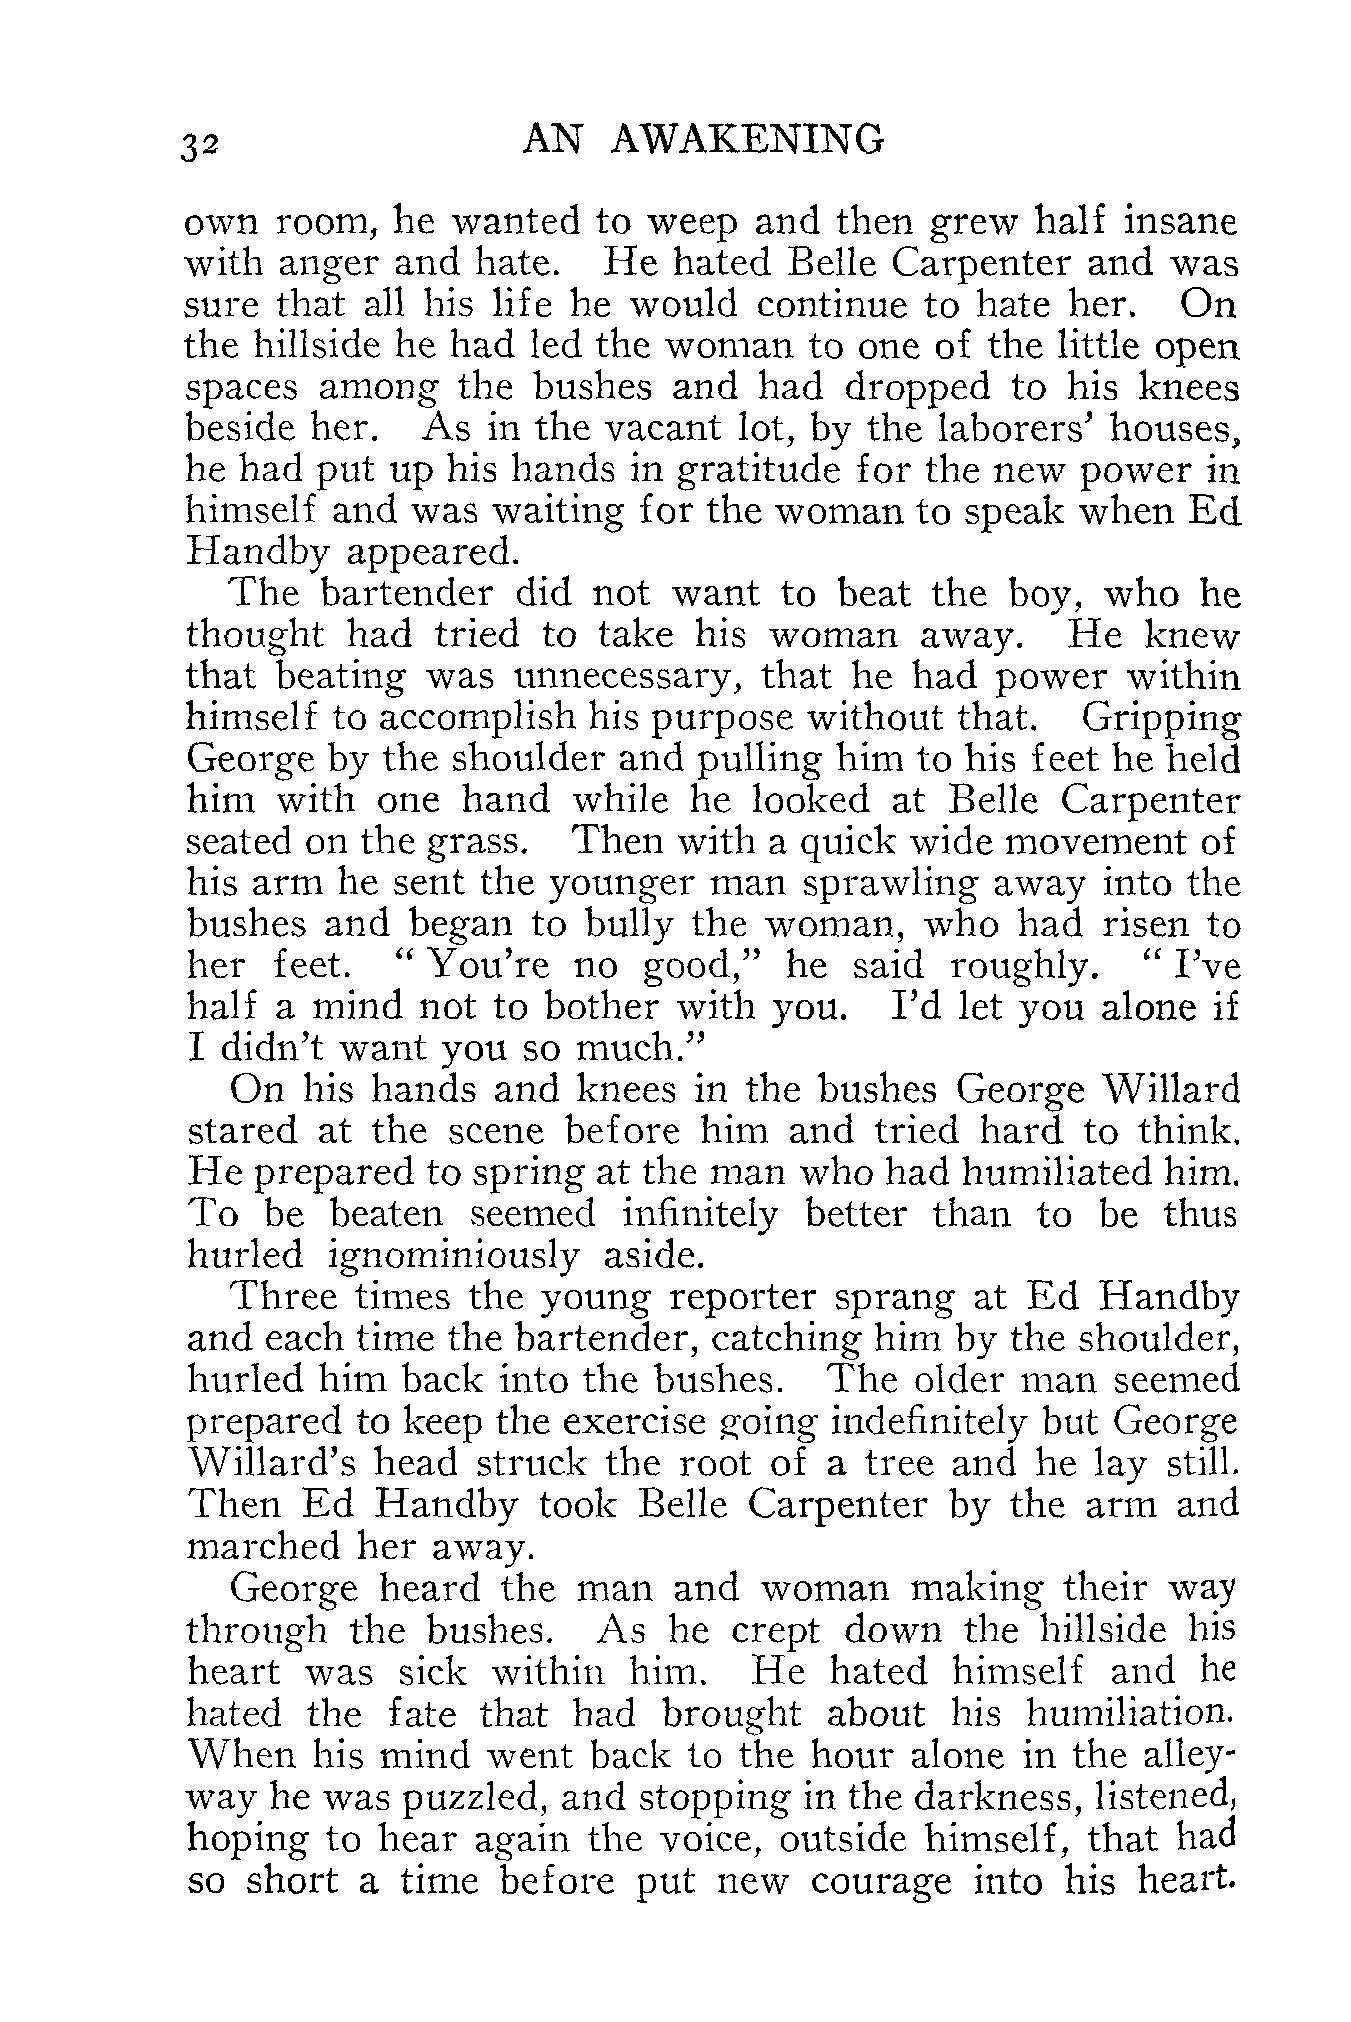 32 AN AWAKENING
own room, he wanted to weep and then grew half insane
with anger and hate. He hated Belle Carpenter and was
sure that all his life he would continue to hate her. On
the hillside he had led the woman to one of the little open
spaces among the bushes and had dropped to his knees
beside her. As in the vacant lot, by the laborers' houses,
he had put up his hands in gratitude for the new power in
himself and was waiting for the woman to speak when Ed
Handby appeared.
The bartender did not want to beat the boy, who he
thought had tried to take his woman away. He knew
that beating was unnecessary, that he had power within
himself to accomplish his purpose without that. Gripping
George by the shoulder and pulling him to his feet he held
him with one hand while he looked at Belle Carpenter
seated on the grass. Then with a quick wide movement of
his arm he sent the younger man sprawling away into the
bushes and began to bully the woman, who had risen to
her feet. " You're no good," he said roughly. " I've
half a mind not to bother with you. I'd let you alone if
I didn't want you so much."
On his hands and knees in the bushes George Willard
stared at the scene before him and tried hard to think.
He prepared to spring at the man who had humiliated him.
To be beaten seemed infinitely better than to be thus
hurled ignominiously aside.
Three times the young reporter sprang at Ed Handby
and each time the bartender, catching him by the shoulder,
hurled him back into the bushes. The older man seemed
prepared to keep the exercise going indefinitely but George
Willard's head struck the root of a tree and he lay still.
Then Ed Handby took Belle Carpenter by the arm and
marched her away.
George heard the man and woman making their way
through the bushes. As he crept down the hillside his
heart was sick within him. He hated himself and he
hated the fate that had brought about his humiliation.
When his mind went back to the hour alone in the alley-
way he was puzzled, and stopping in the darkness, listened,
hoping to hear again the voice, outside himself, that had
so short a time before put new courage into his heart.